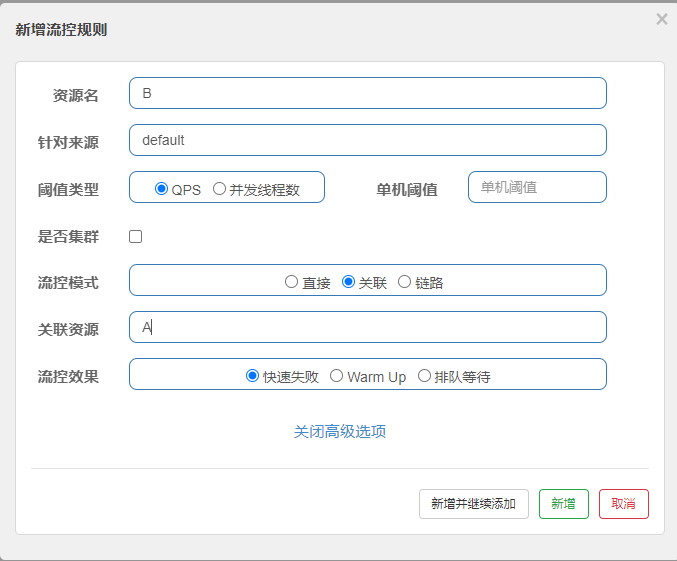 新增流控规则
×
资源名 B
针对来源 default
阈值类型 QPS 并发线程数 单机阈值 单机阈值
是否集群
流控模式 直接 关联 链路
关联资源 A
流控效果 快速失败 Warm Up 排队等待
关闭高级选项
新增并继续添加 新增 取消